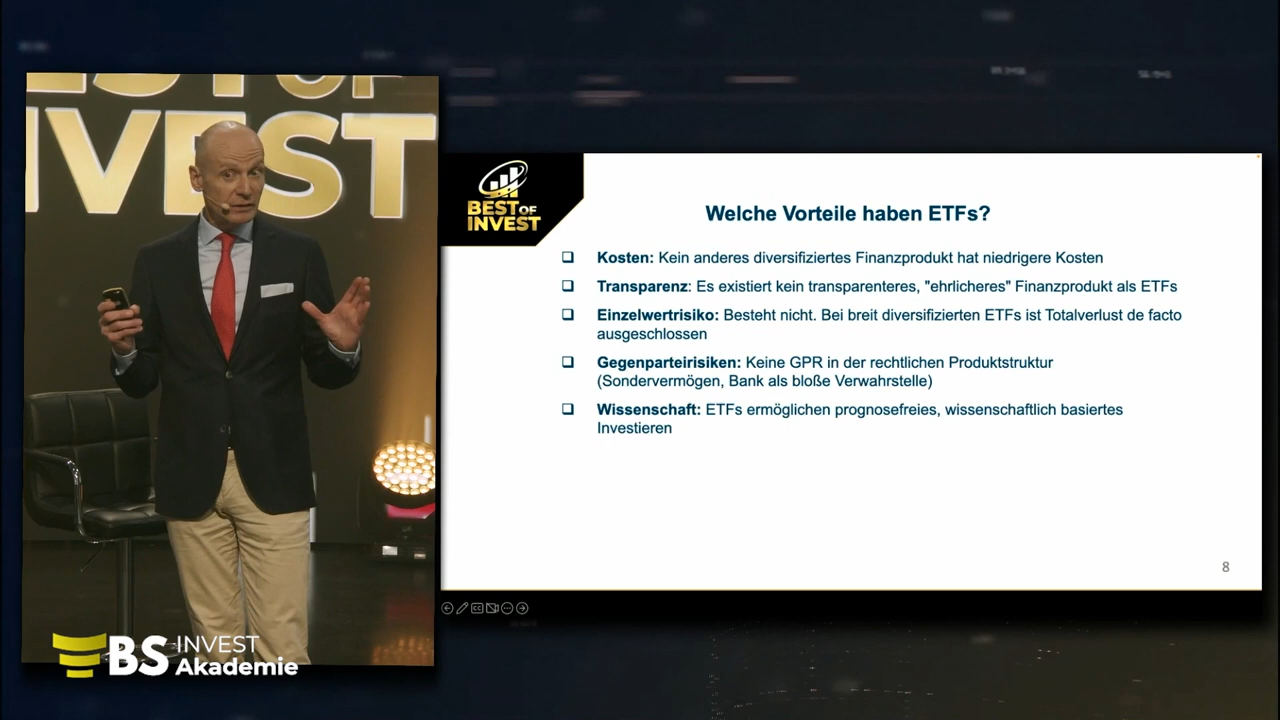 BEST OF
INVEST
BEST OF
INVEST
Welche Vorteile haben ETFs?
Kosten: Kein anderes diversifiziertes Finanzprodukt hat niedrigere Kosten
Transparenz: Es existiert kein transparenteres, "ehrlicheres" Finanzprodukt als ETFs
Einzelwertrisiko: Besteht nicht. Bei breit diversifizierten ETFs ist Totalverlust de facto
ausgeschlossen
Gegenparteirisiken: Keine GPR in der rechtlichen Produktstruktur
(Sondervermögen, Bank als bloße Verwahrstelle)
Wissenschaft: ETFs ermöglichen prognosefreies, wissenschaftlich basiertes
Investieren
8
BS INVEST
Akademie